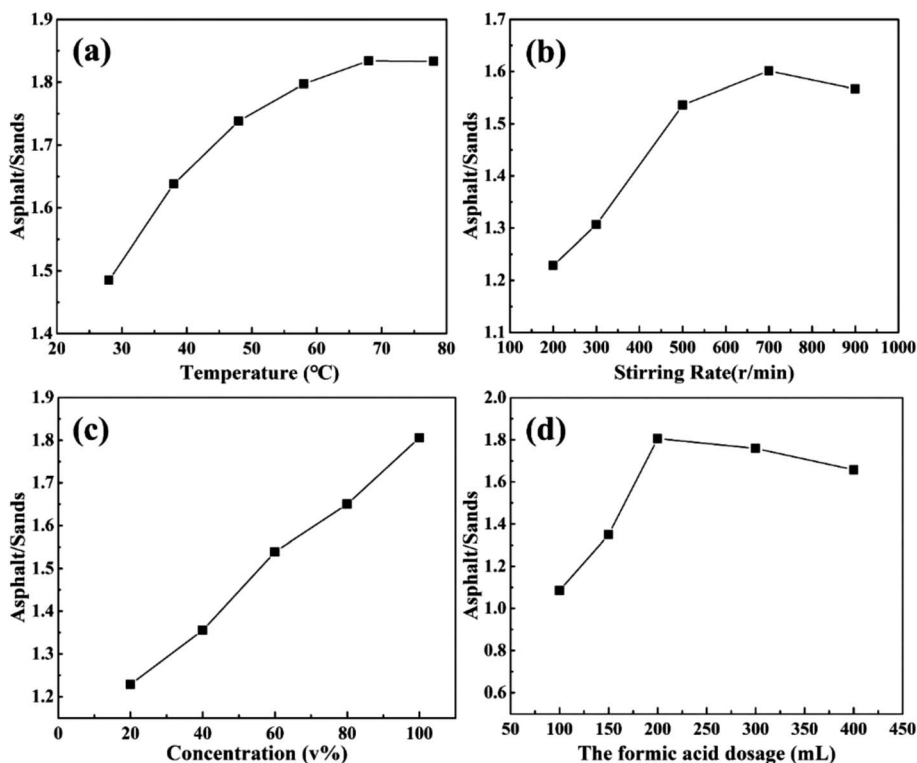 (a)
1.9
1.8
1.7
1.6
1.5
1.4
Asphalt/Sands
20 30 40 50 60 70 80
Temperature (°C)
(b)
1.6
1.5
1.4
1.3
1.2
1.1
Asphalt/Sands
100 200 300 400 500 600 700 800 900 1000
Stirring Rate(r/min)
(c)
1.9
1.8
1.7
1.6
1.5
1.4
1.3
1.2
Asphalt/Sands
0 20 40 60 80 100
Concentration (v%)
(d)
2.0
1.8
1.6
1.4
1.2
1.0
0.8
0.6
Asphalt/Sands
50 100 150 200 250 300 350 400 450
The formic acid dosage (mL)